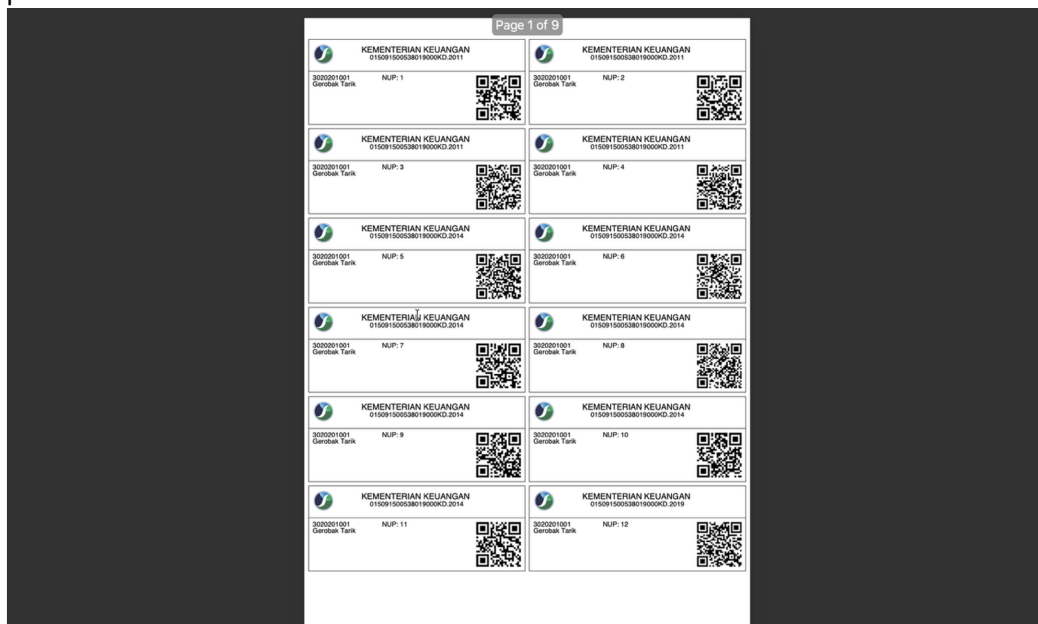 Page 1 of 9
KEMENTERIAN KEUANGAN
015091500538019000KD.2011
3020201001
Gerobak Tarik
NUP: 1
KEMENTERIAN KEUANGAN
015091500538019000KD.2011
3020201001
Gerobak Tarik
NUP: 2
KEMENTERIAN KEUANGAN
015091500538019000KD.2011
3020201001
Gerobak Tarik
NUP: 3
KEMENTERIAN KEUANGAN
015091500538019000KD.2011
3020201001
Gerobak Tarik
NUP: 4
KEMENTERIAN KEUANGAN
015091500538019000KD.2014
3020201001
Gerobak Tarik
NUP: 5
KEMENTERIAN KEUANGAN
015091500538019000KD.2014
3020201001
Gerobak Tarik
NUP: 6
KEMENTERIAN KEUANGAN
015091500538019000KD.2014
3020201001
Gerobak Tarik
NUP: 7
KEMENTERIAN KEUANGAN
015091500538019000KD.2014
3020201001
Gerobak Tarik
NUP: 8
KEMENTERIAN KEUANGAN
015091500538019000KD.2014
3020201001
Gerobak Tarik
NUP: 9
KEMENTERIAN KEUANGAN
015091500538019000KD.2014
3020201001
Gerobak Tarik
NUP: 10
KEMENTERIAN KEUANGAN
015091500538019000KD.2014
3020201001
Gerobak Tarik
NUP: 11
KEMENTERIAN KEUANGAN
015091500538019000KD.2019
3020201001
Gerobak Tarik
NUP: 12